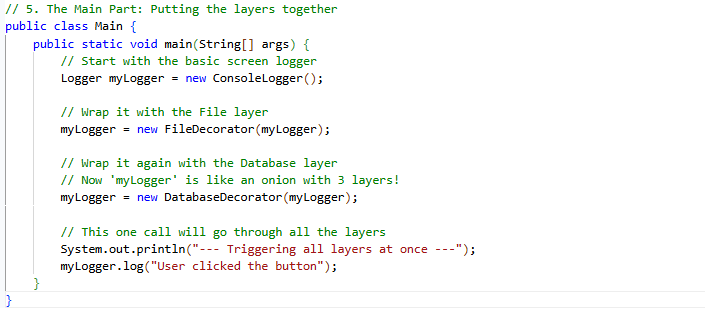 // 5. The Main Part: Putting the layers together
public class Main {
    public static void main(String[] args) {
        // Start with the basic screen logger
        Logger myLogger = new ConsoleLogger();

        // Wrap it with the File layer
        myLogger = new FileDecorator(myLogger);

        // Wrap it again with the Database layer
        // Now 'myLogger' is like an onion with 3 layers!
        myLogger = new DatabaseDecorator(myLogger);

        // This one call will go through all the layers
        System.out.println("--- Triggering all layers at once ---");
        myLogger.log("User clicked the button");
    }
}